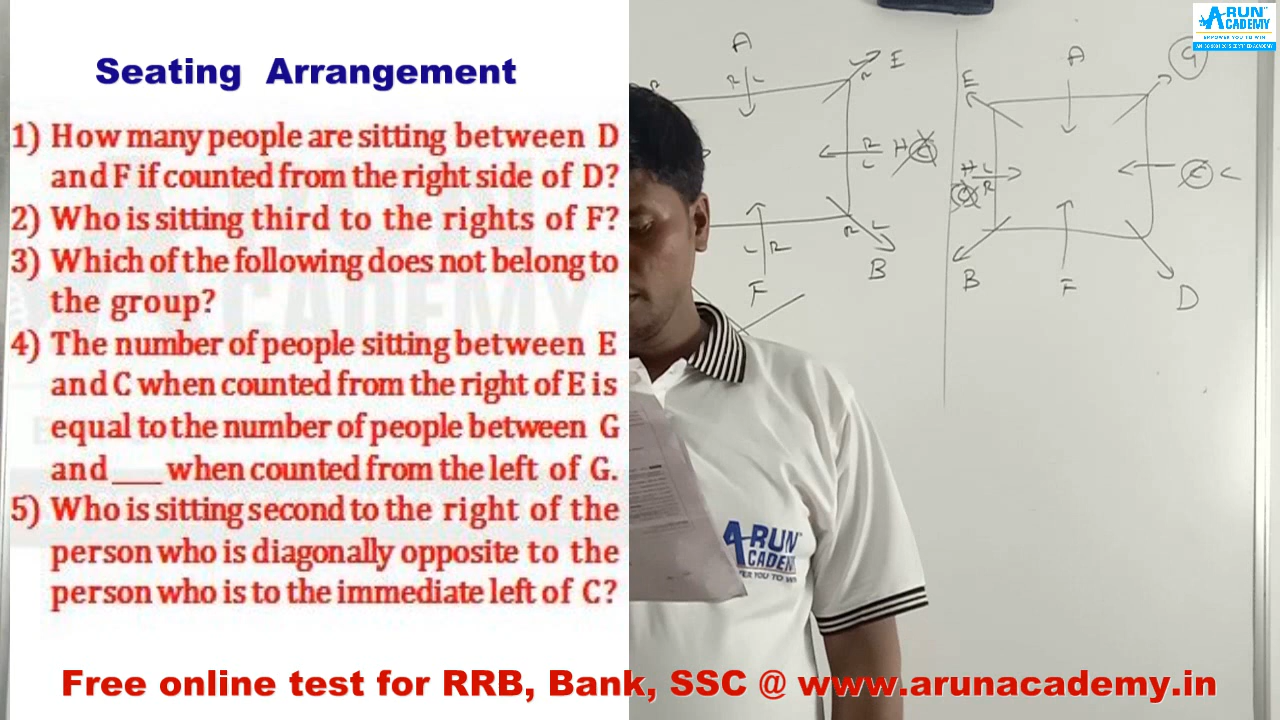 Seating Arrangement
1) How many people are sitting between D
and F if counted from the right side of D?
2) Who is sitting third to the rights of F?
3) Which of the following does not belong to
the group?
4) The number of people sitting between E
and C when counted from the right of E is
equal to the number of people between G
and ___ when counted from the left of G.
5) Who is sitting second to the right of the
person who is diagonally opposite to the
person who is to the immediate left of C?
ARUN
ACADEMY
EMPOWER YOU TO WIN
A
R L
R E
R
L
H
L R
F
R L
B
A
G
E
H L
R
C
B
F
D
ARUN
CADEM
Free online test for RRB, Bank, SSC @ www.arunacademy.in